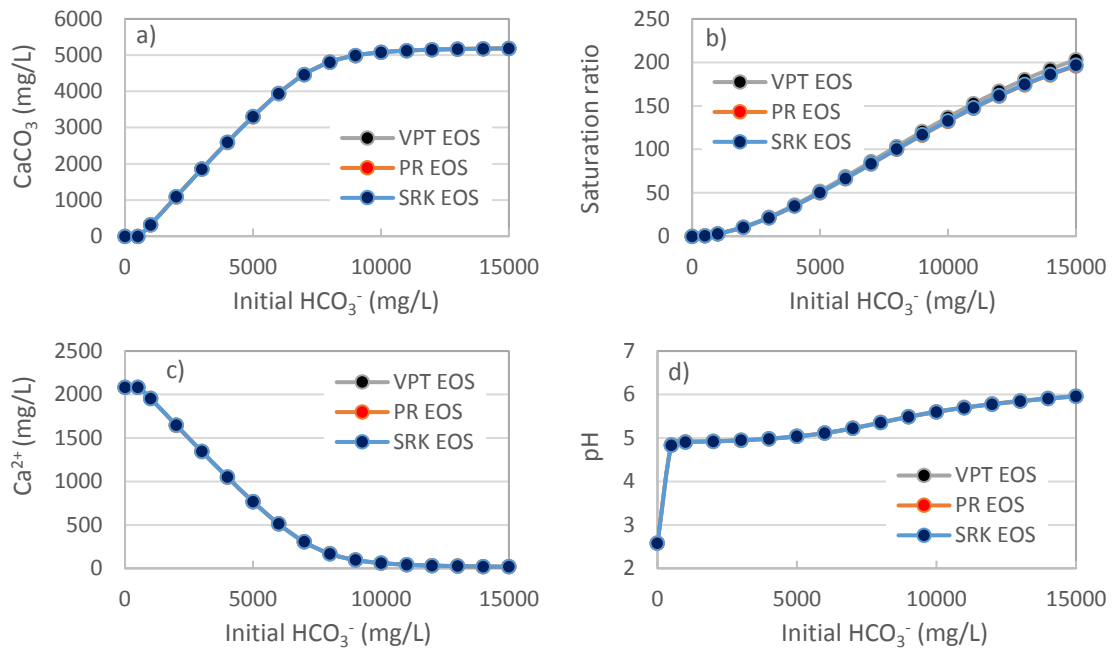 a)
CaCO₃ (mg/L)
6000
5000
4000
3000
2000
1000
0
VPT EOS
PR EOS
SRK EOS
0 5000 10000 15000
Initial HCO₃⁻ (mg/L)
b)
Saturation ratio
250
200
150
100
50
0
VPT EOS
PR EOS
SRK EOS
0 5000 10000 15000
Initial HCO₃⁻ (mg/L)
c)
Ca²⁺ (mg/L)
2500
2000
1500
1000
500
0
VPT EOS
PR EOS
SRK EOS
0 5000 10000 15000
Initial HCO₃⁻ (mg/L)
d)
pH
7
6
5
4
3
2
VPT EOS
PR EOS
SRK EOS
0 5000 10000 15000
Initial HCO₃⁻ (mg/L)